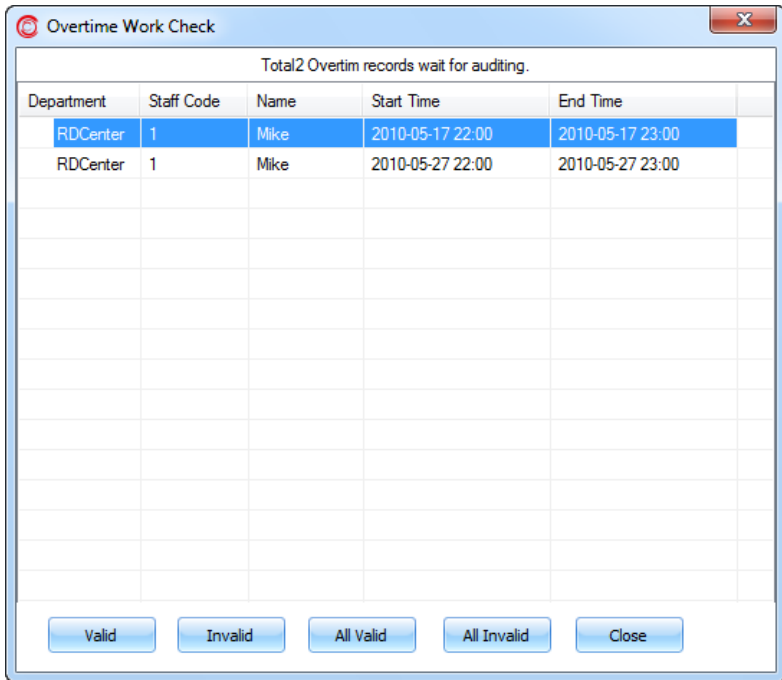 Overtime Work Check
Total2 Overtim records wait for auditing.
Department Staff Code Name Start Time End Time
RDCenter 1 Mike 2010-05-17 22:00 2010-05-17 23:00
RDCenter 1 Mike 2010-05-27 22:00 2010-05-27 23:00
Valid Invalid All Valid All Invalid Close